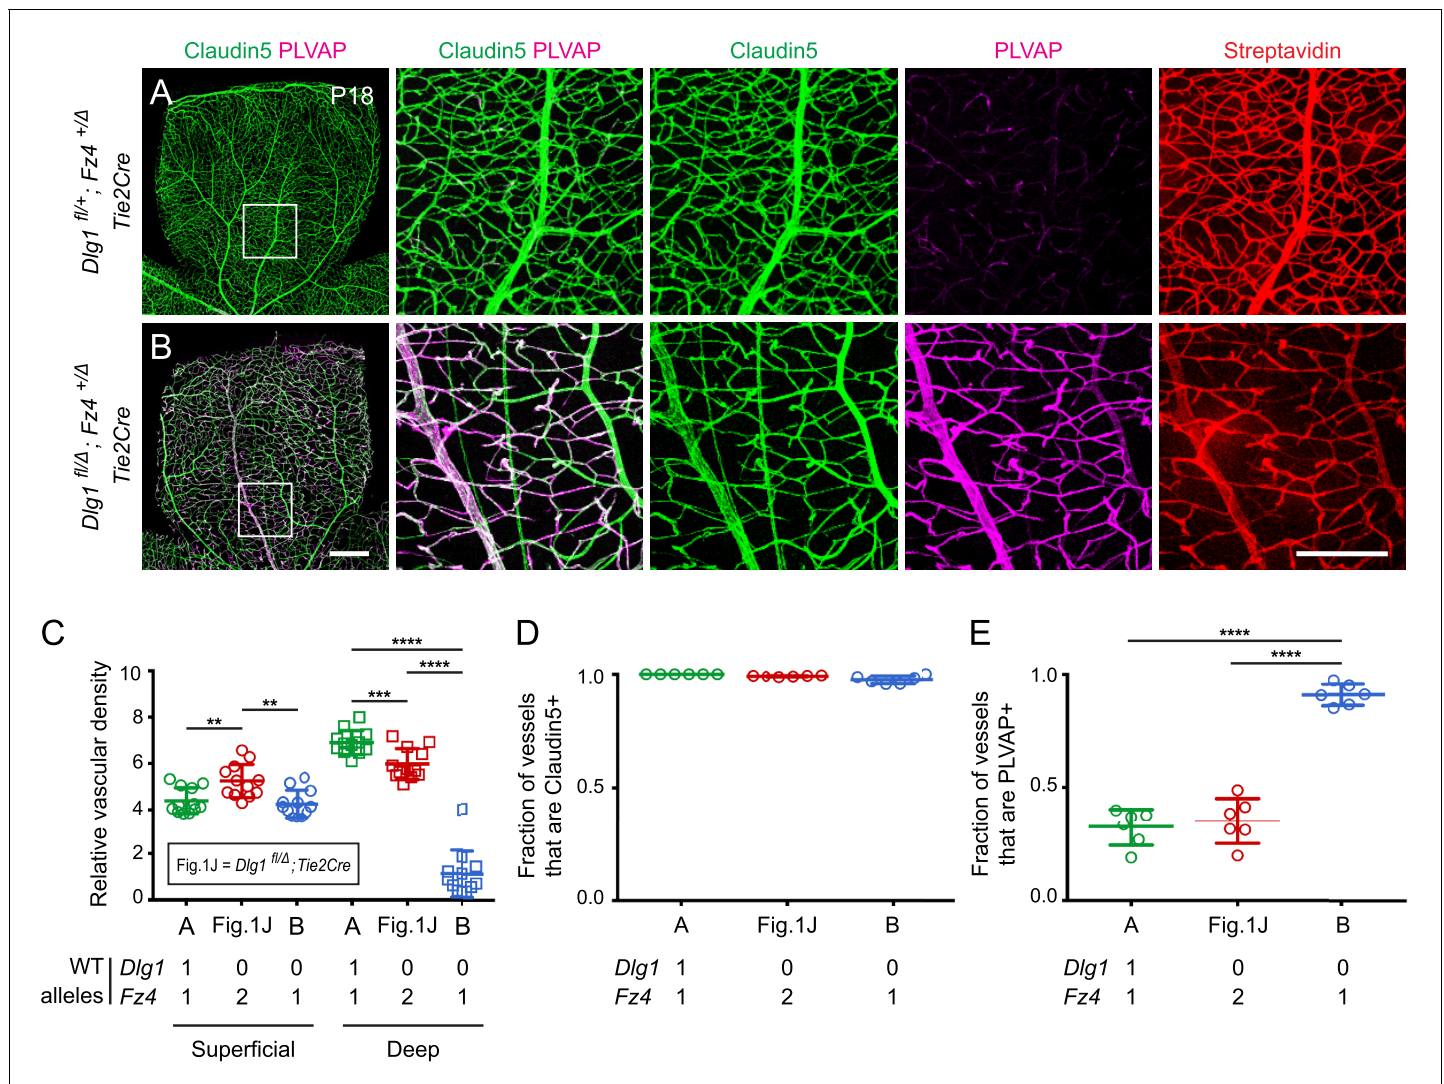 Claudin5 PLVAP
Claudin5 PLVAP
Claudin5
PLVAP
Streptavidin
A
P18
Dlg1 fl/+; Fz4 +/Δ
Tie2Cre
B
Dlg1 fl/Δ; Fz4 +/Δ
Tie2Cre
C
Relative vascular density
10
8
6
4
2
0
**
**
***
****
****
Fig.1J = Dlg1 fl/Δ;Tie2Cre
A Fig.1J B A Fig.1J B
WT Dlg1 1 0 0 1 0 0
alleles Fz4 1 2 1 1 2 1
Superficial Deep
D
Fraction of vessels
that are Claudin5+
1.0
0.5
0.0
A Fig.1J B
Dlg1 1 0 0
Fz4 1 2 1
E
Fraction of vessels
that are PLVAP+
1.0
0.5
0.0
****
****
A Fig.1J B
Dlg1 1 0 0
Fz4 1 2 1